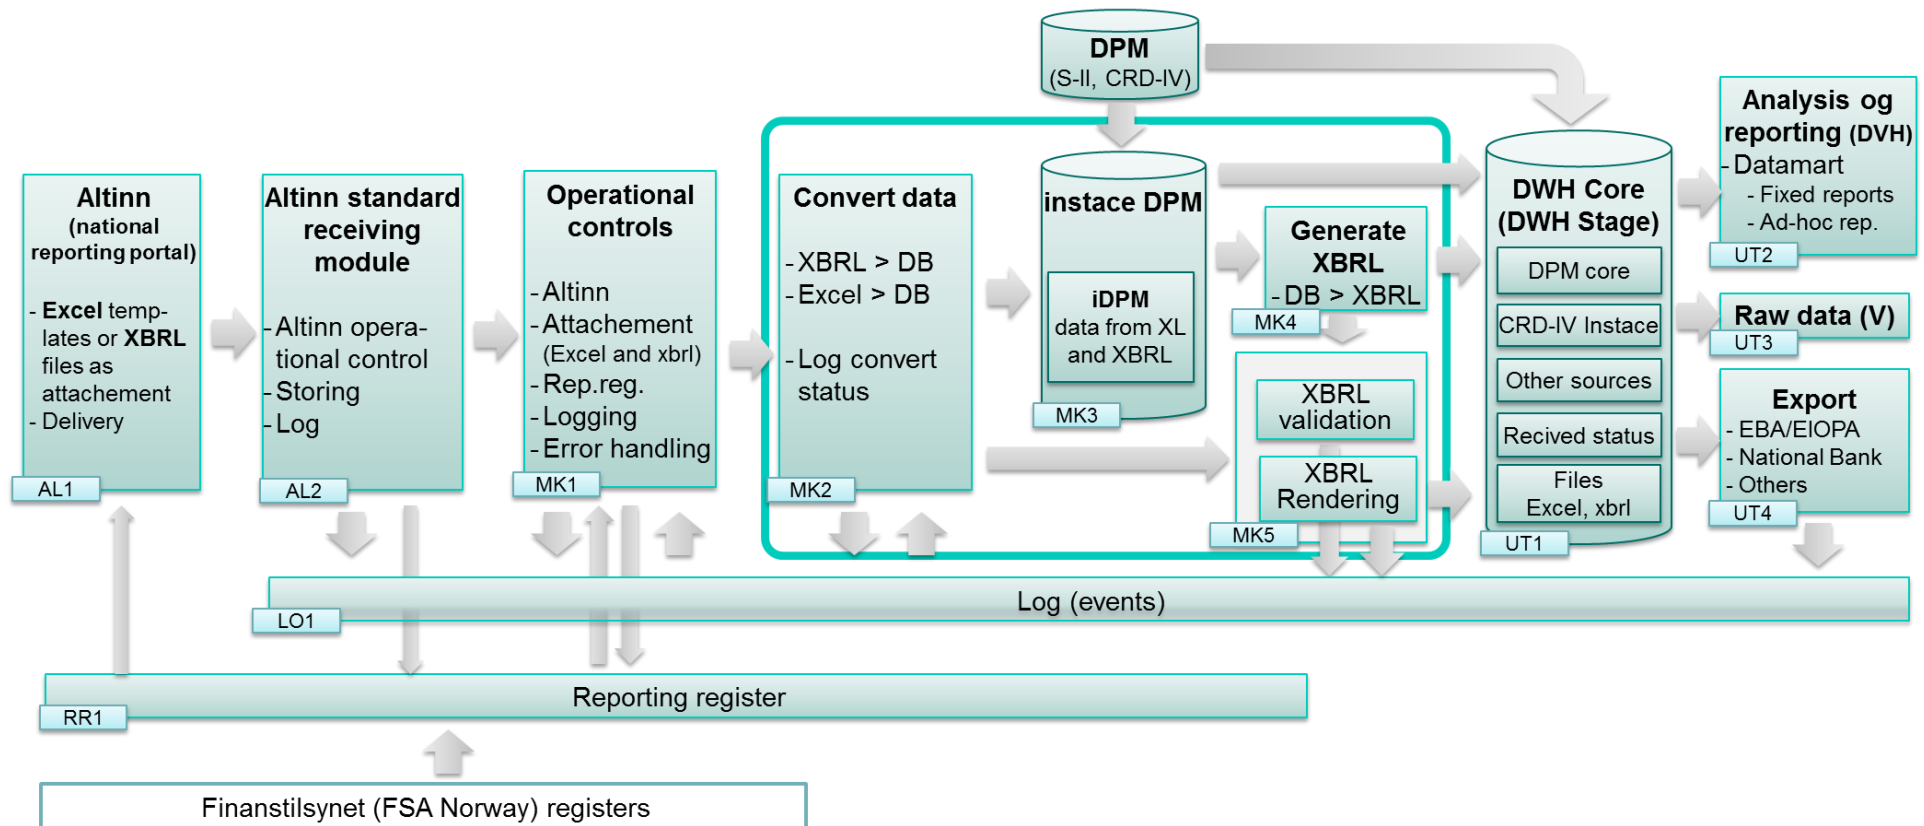 DPM
(S-II, CRD-IV)
Altinn
(national
reporting portal)
- Excel temp-
lates or XBRL
files as
attachement
- Delivery
AL1
Altinn standard
receiving
module
- Altinn opera-
tional control
- Storing
- Log
AL2
Operational
controls
- Altinn
- Attachement
(Excel and xbrl)
- Rep.reg.
- Logging
- Error handling
MK1
Convert data
- XBRL > DB
- Excel > DB
- Log convert
status
MK2
instace DPM
iDPM
data from XL
and XBRL
MK3
Generate
XBRL
- DB > XBRL
MK4
XBRL
validation
XBRL
Rendering
MK5
DWH Core
(DWH Stage)
DPM core
CRD-IV Instace
Other sources
Recived status
Files
Excel, xbrl
UT1
Analysis og
reporting (DVH)
- Datamart
- Fixed reports
- Ad-hoc rep.
UT2
Raw data (V)
UT3
Export
- EBA/EIOPA
- National Bank
- Others
UT4
Log (events)
LO1
Reporting register
RR1
Finanstilsynet (FSA Norway) registers